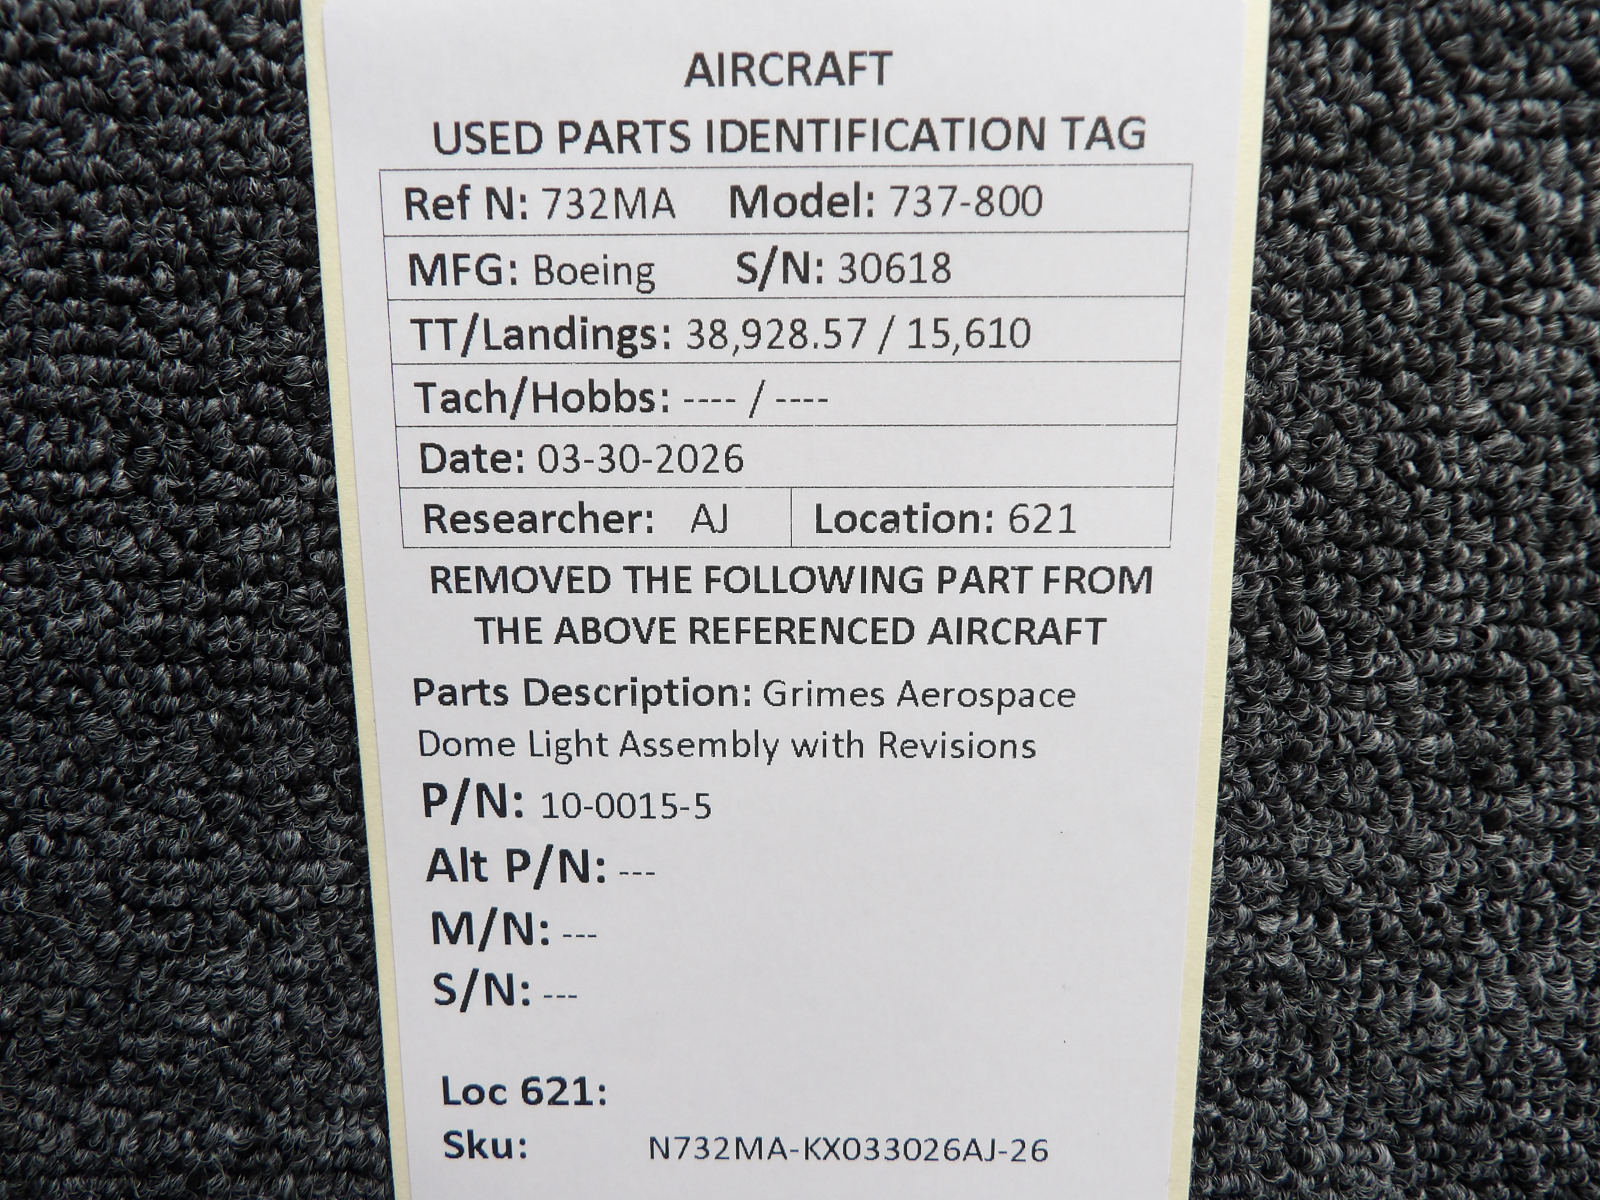 AIRCRAFT
USED PARTS IDENTIFICATION TAG
Ref N: 732MA Model: 737-800
MFG: Boeing S/N: 30618
TT/Landings: 38,928.57 / 15,610
Tach/Hobbs: ---- / ----
Date: 03-30-2026
Researcher: AJ Location: 621
REMOVED THE FOLLOWING PART FROM
THE ABOVE REFERENCED AIRCRAFT
Parts Description: Grimes Aerospace
Dome Light Assembly with Revisions
P/N: 10-0015-5
Alt P/N: ---
M/N: ---
S/N: ---
Loc 621:
Sku: N732MA-KX033026AJ-26